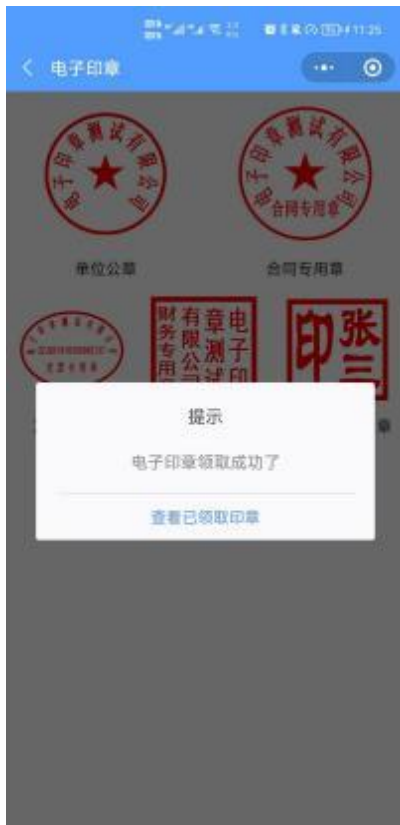 11:25
电子印章
电子印章测试有限公司
电子印章测试有限公司
合同专用章
单位公章
合同专用章
电子印
章测试
有限公司
财务专用
张三
印
章
提示
电子印章领取成功了
查看已领取印章